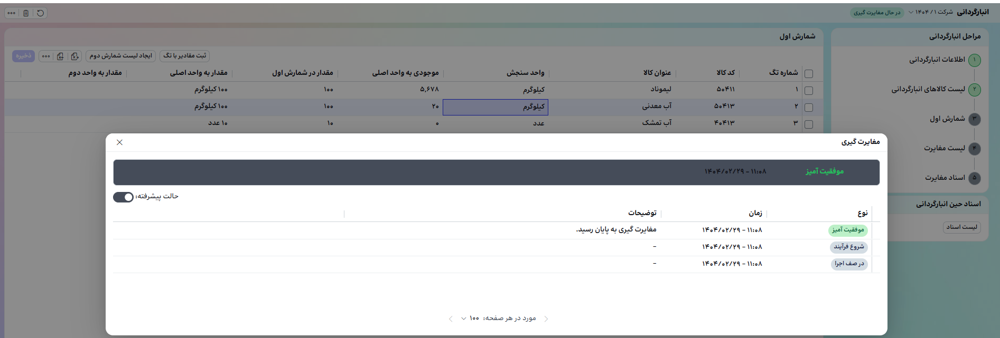 انبارگردانی شرکت ۱ / ۱۴۰۴ در حال مغایرت گیری
مراحل انبارگردانی
۱ اطلاعات انبارگردانی
۲ لیست کالاهای انبارگردانی
۳ شمارش اول
۴ لیست مغایرت
۵ اسناد مغایرت
اسناد حین انبارگردانی
لیست اسناد
شمارش اول
ثبت مقادیر با تگ ایجاد لیست شمارش دوم ذخیره
شماره تگ کد کالا عنوان کالا واحد سنجش موجودی به واحد اصلی مقدار در شمارش اول مقدار به واحد اصلی مقدار به واحد دوم
۱ ۵۰۴۱۱ لیموناد کیلوگرم ۵,۶۷۸ ۱۰۰ ۱۰۰ کیلوگرم
۲ ۵۰۴۱۳ آب معدنی کیلوگرم ۲۰ ۱۰۰ ۱۰۰ کیلوگرم
۳ ۴۰۴۱۳ آب تمشک عدد ۰ ۱۰ ۱۰ عدد
مغایرت گیری
موفقیت آمیز ۱۴۰۴/۰۲/۲۹ - ۱۱:۰۸
حالت پیشرفته:
نوع زمان توضیحات
موفقیت آمیز ۱۴۰۴/۰۲/۲۹ - ۱۱:۰۸ مغایرت گیری به پایان رسید.
شروع فرآیند ۱۴۰۴/۰۲/۲۹ - ۱۱:۰۸ -
در صف اجرا ۱۴۰۴/۰۲/۲۹ - ۱۱:۰۸ -
مورد در هر صفحه: ۱۰۰